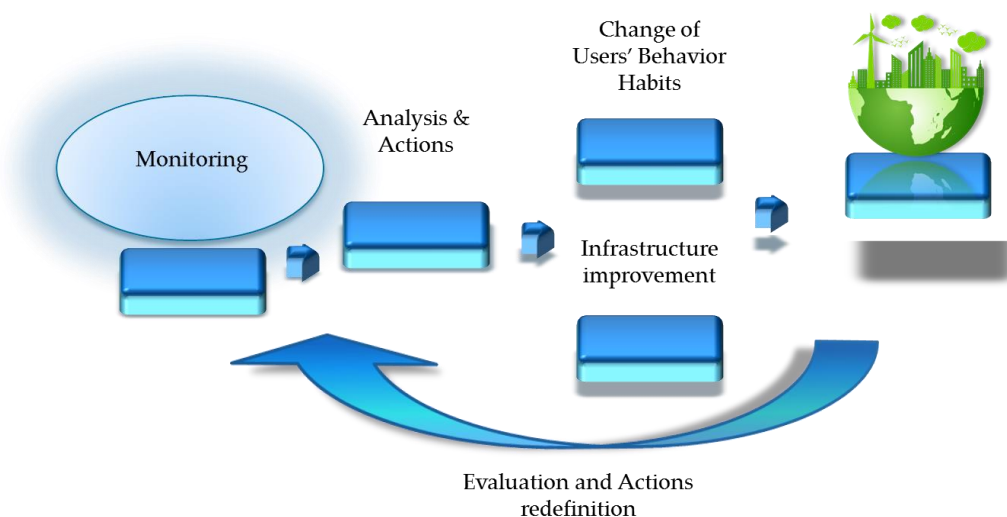 Monitoring
Analysis &
Actions
Change of
Users’ Behavior
Habits
Infrastructure
improvement
Evaluation and Actions
redefinition